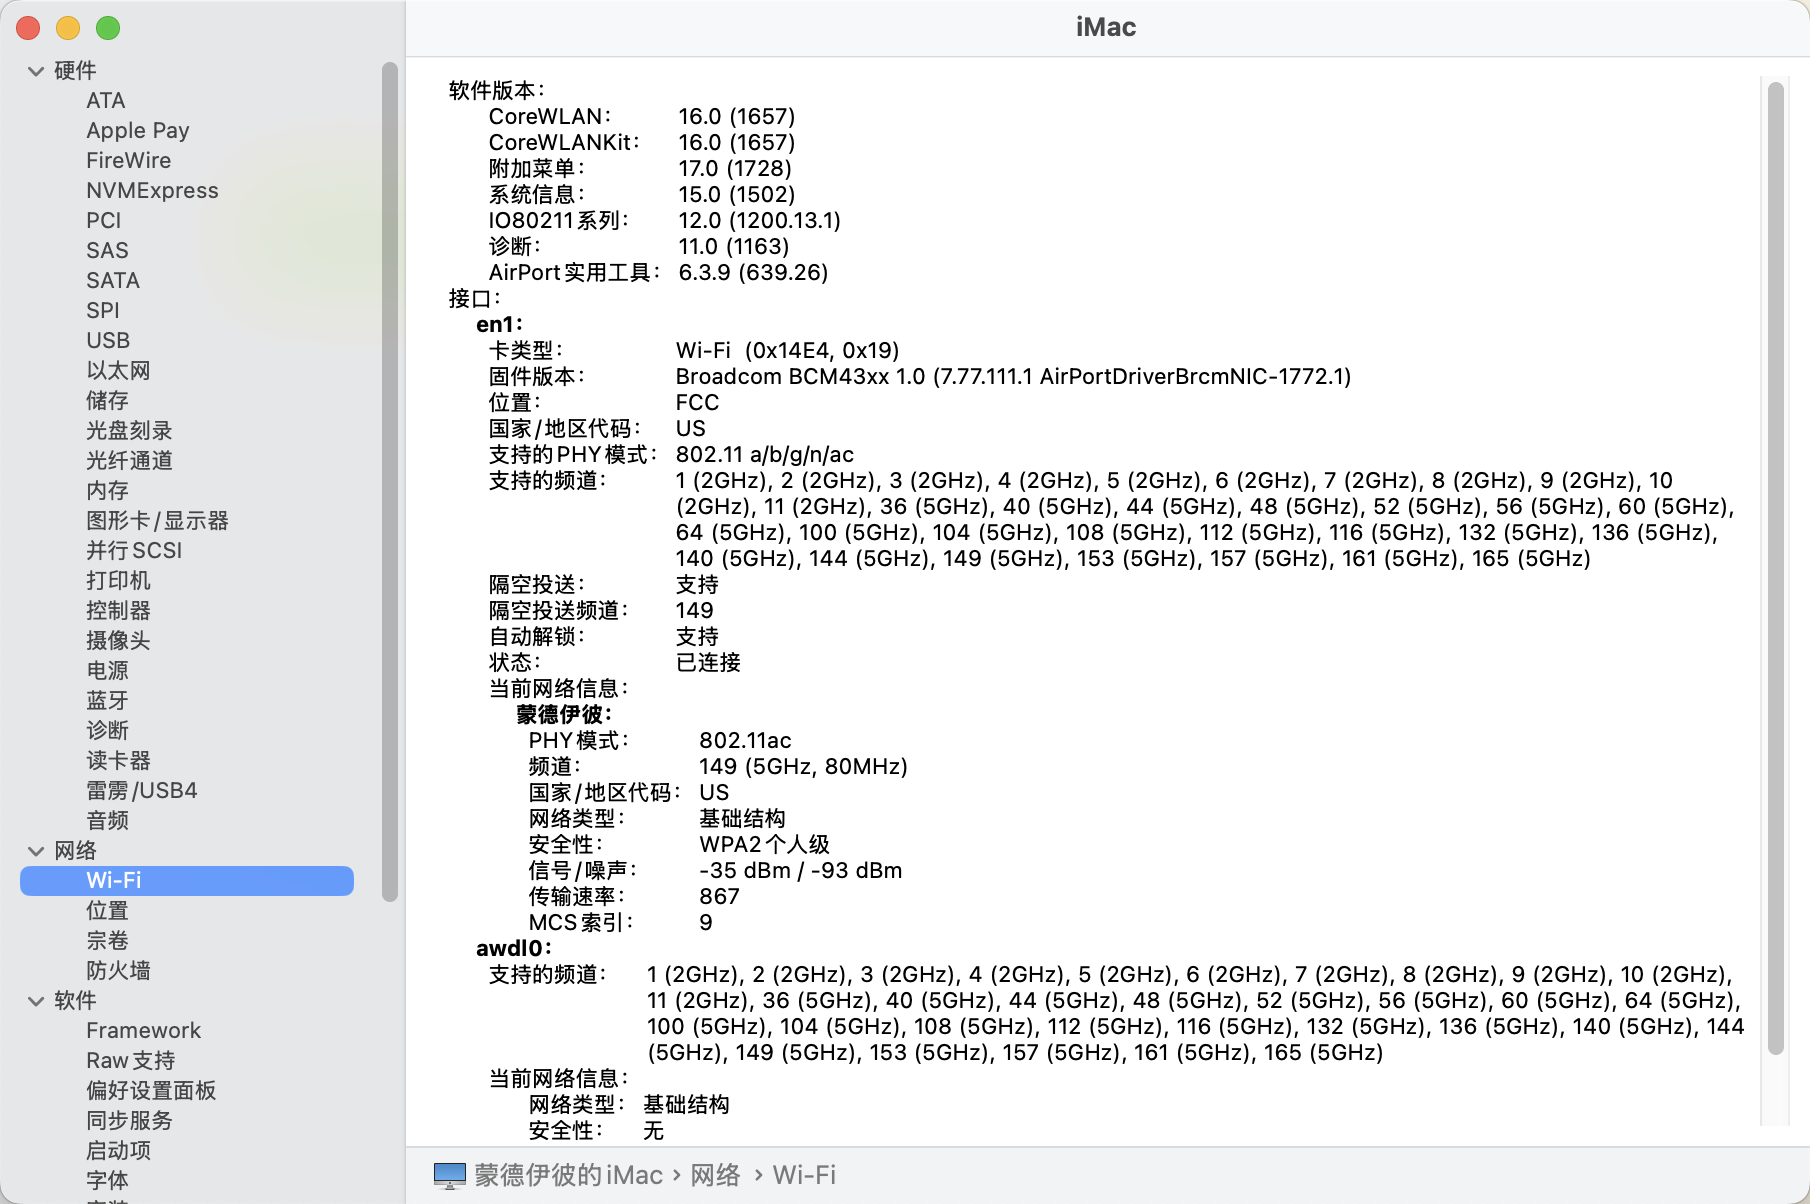 iMac
硬件
ATA
Apple Pay
FireWire
NVMExpress
PCI
SAS
SATA
SPI
USB
以太网
储存
光盘刻录
光纤通道
内存
图形卡/显示器
并行SCSI
打印机
控制器
摄像头
电源
蓝牙
诊断
读卡器
雷雳/USB4
音频
网络
Wi-Fi
位置
宗卷
防火墙
软件
Framework
Raw支持
偏好设置面板
同步服务
启动项
字体
软件版本：
CoreWLAN： 16.0 (1657)
CoreWLANKit： 16.0 (1657)
附加菜单： 17.0 (1728)
系统信息： 15.0 (1502)
IO80211系列： 12.0 (1200.13.1)
诊断： 11.0 (1163)
AirPort实用工具： 6.3.9 (639.26)
接口：
en1：
卡类型： Wi-Fi (0x14E4, 0x19)
固件版本： Broadcom BCM43xx 1.0 (7.77.111.1 AirPortDriverBrcmNIC-1772.1)
位置： FCC
国家/地区代码： US
支持的PHY模式： 802.11 a/b/g/n/ac
支持的频道： 1 (2GHz), 2 (2GHz), 3 (2GHz), 4 (2GHz), 5 (2GHz), 6 (2GHz), 7 (2GHz), 8 (2GHz), 9 (2GHz), 10
(2GHz), 11 (2GHz), 36 (5GHz), 40 (5GHz), 44 (5GHz), 48 (5GHz), 52 (5GHz), 56 (5GHz), 60 (5GHz),
64 (5GHz), 100 (5GHz), 104 (5GHz), 108 (5GHz), 112 (5GHz), 116 (5GHz), 132 (5GHz), 136 (5GHz),
140 (5GHz), 144 (5GHz), 149 (5GHz), 153 (5GHz), 157 (5GHz), 161 (5GHz), 165 (5GHz)
隔空投送： 支持
隔空投送频道： 149
自动解锁： 支持
状态： 已连接
当前网络信息：
蒙德伊彼：
PHY模式： 802.11ac
频道： 149 (5GHz, 80MHz)
国家/地区代码： US
网络类型： 基础结构
安全性： WPA2个人级
信号/噪声： -35 dBm / -93 dBm
传输速率： 867
MCS索引： 9
awdl0：
支持的频道： 1 (2GHz), 2 (2GHz), 3 (2GHz), 4 (2GHz), 5 (2GHz), 6 (2GHz), 7 (2GHz), 8 (2GHz), 9 (2GHz), 10 (2GHz),
11 (2GHz), 36 (5GHz), 40 (5GHz), 44 (5GHz), 48 (5GHz), 52 (5GHz), 56 (5GHz), 60 (5GHz), 64 (5GHz),
100 (5GHz), 104 (5GHz), 108 (5GHz), 112 (5GHz), 116 (5GHz), 132 (5GHz), 136 (5GHz), 140 (5GHz), 144
(5GHz), 149 (5GHz), 153 (5GHz), 157 (5GHz), 161 (5GHz), 165 (5GHz)
当前网络信息：
网络类型： 基础结构
安全性： 无
蒙德伊彼的iMac › 网络 › Wi-Fi